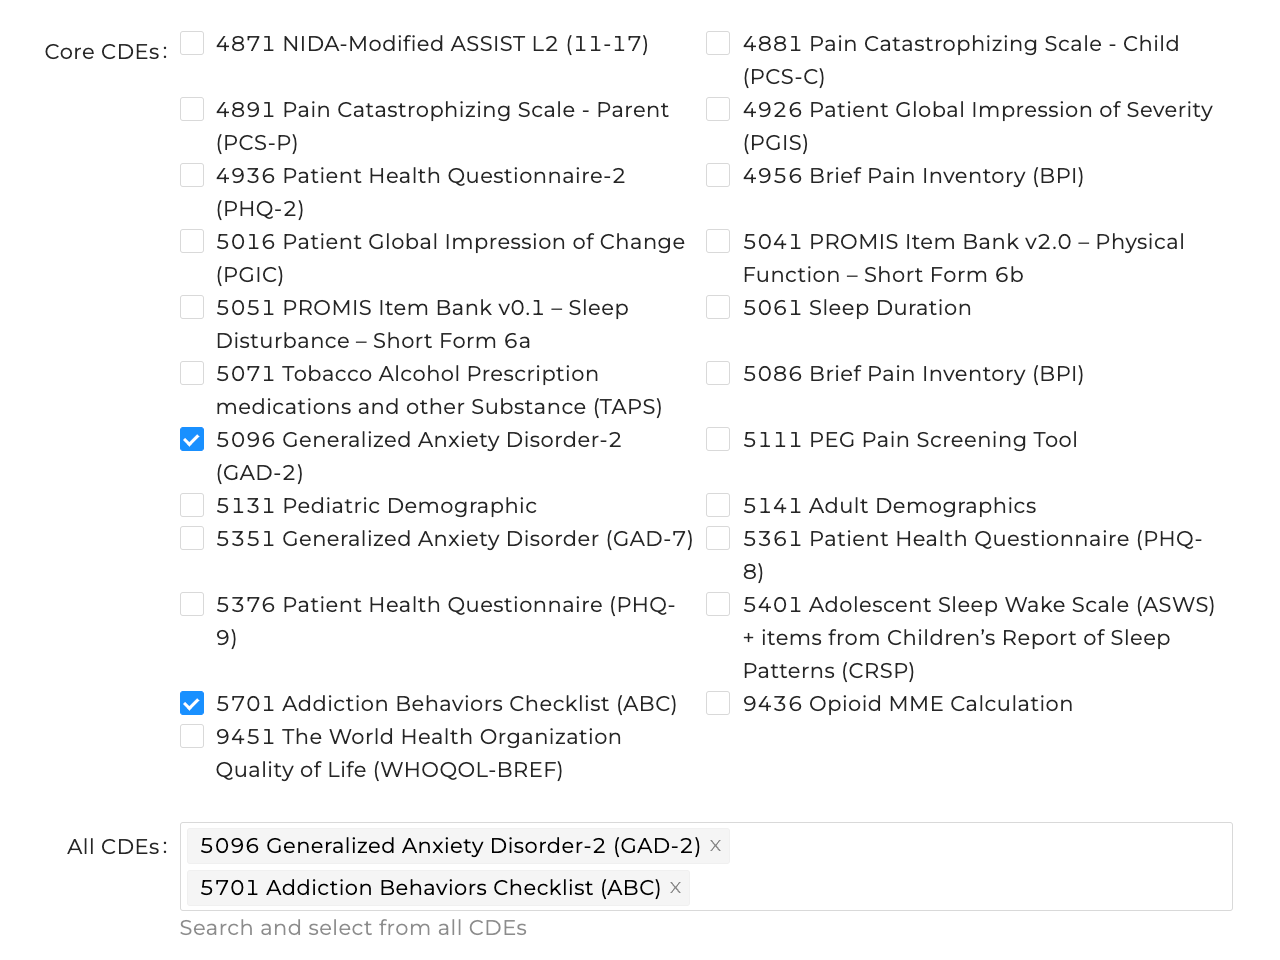 Core CDEs:
4871 NIDA-Modified ASSIST L2 (11-17)
4881 Pain Catastrophizing Scale - Child
(PCS-C)
4891 Pain Catastrophizing Scale - Parent
(PCS-P)
4926 Patient Global Impression of Severity
(PGIS)
4936 Patient Health Questionnaire-2
(PHQ-2)
4956 Brief Pain Inventory (BPI)
5016 Patient Global Impression of Change
(PGIC)
5041 PROMIS Item Bank v2.0 – Physical
Function – Short Form 6b
5051 PROMIS Item Bank v0.1 – Sleep
Disturbance – Short Form 6a
5061 Sleep Duration
5071 Tobacco Alcohol Prescription
medications and other Substance (TAPS)
5086 Brief Pain Inventory (BPI)
5096 Generalized Anxiety Disorder-2
(GAD-2)
5111 PEG Pain Screening Tool
5131 Pediatric Demographic
5141 Adult Demographics
5351 Generalized Anxiety Disorder (GAD-7)
5361 Patient Health Questionnaire (PHQ-
8)
5376 Patient Health Questionnaire (PHQ-
9)
5401 Adolescent Sleep Wake Scale (ASWS)
+ items from Children’s Report of Sleep
Patterns (CRSP)
5701 Addiction Behaviors Checklist (ABC)
9436 Opioid MME Calculation
9451 The World Health Organization
Quality of Life (WHOQOL-BREF)
All CDEs:
5096 Generalized Anxiety Disorder-2 (GAD-2) X
5701 Addiction Behaviors Checklist (ABC) X
Search and select from all CDEs